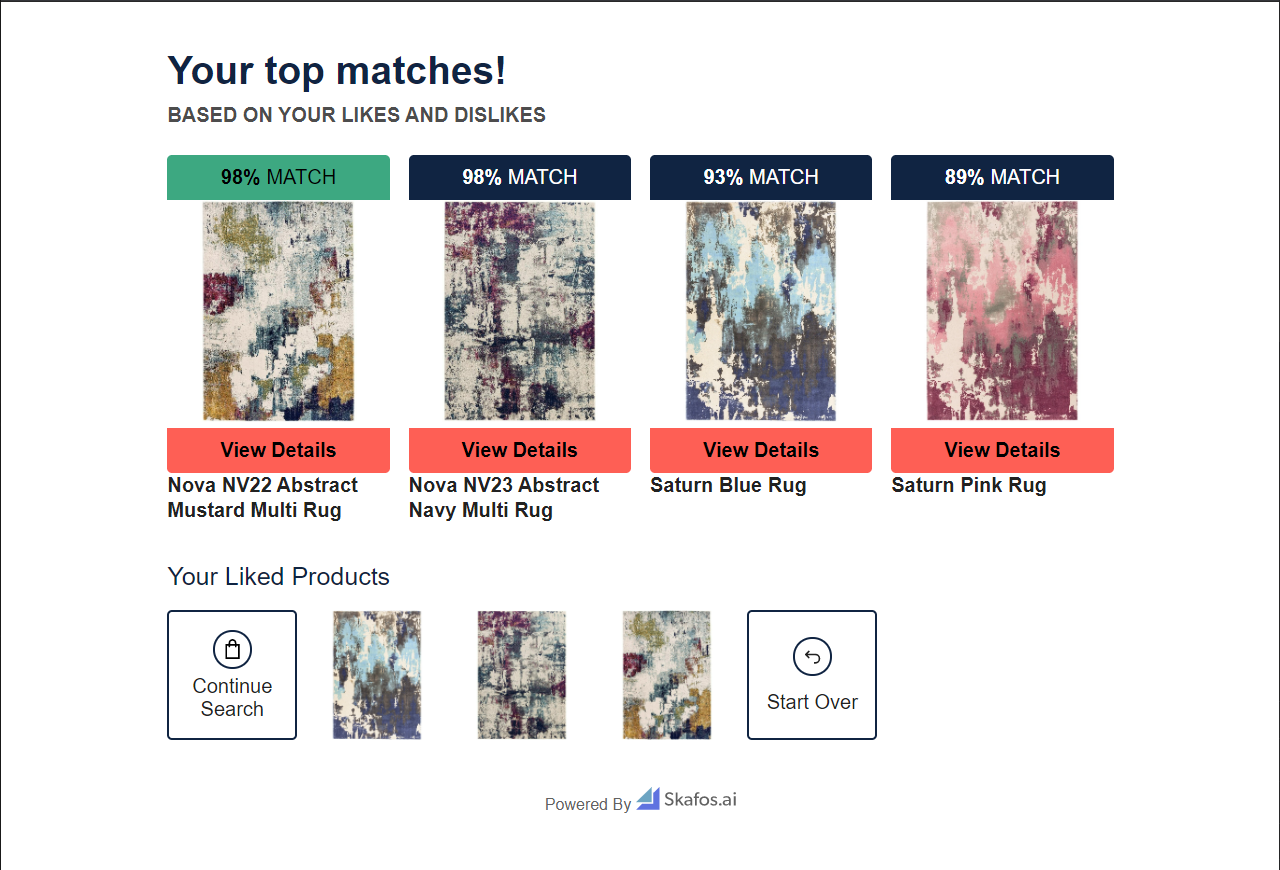 Your top matches!
BASED ON YOUR LIKES AND DISLIKES
98% MATCH
98% MATCH
93% MATCH
89% MATCH
View Details
View Details
View Details
View Details
Nova NV22 Abstract
Mustard Multi Rug
Nova NV23 Abstract
Navy Multi Rug
Saturn Blue Rug
Saturn Pink Rug
Your Liked Products
Continue
Search
Start Over
Powered By Skafos.ai